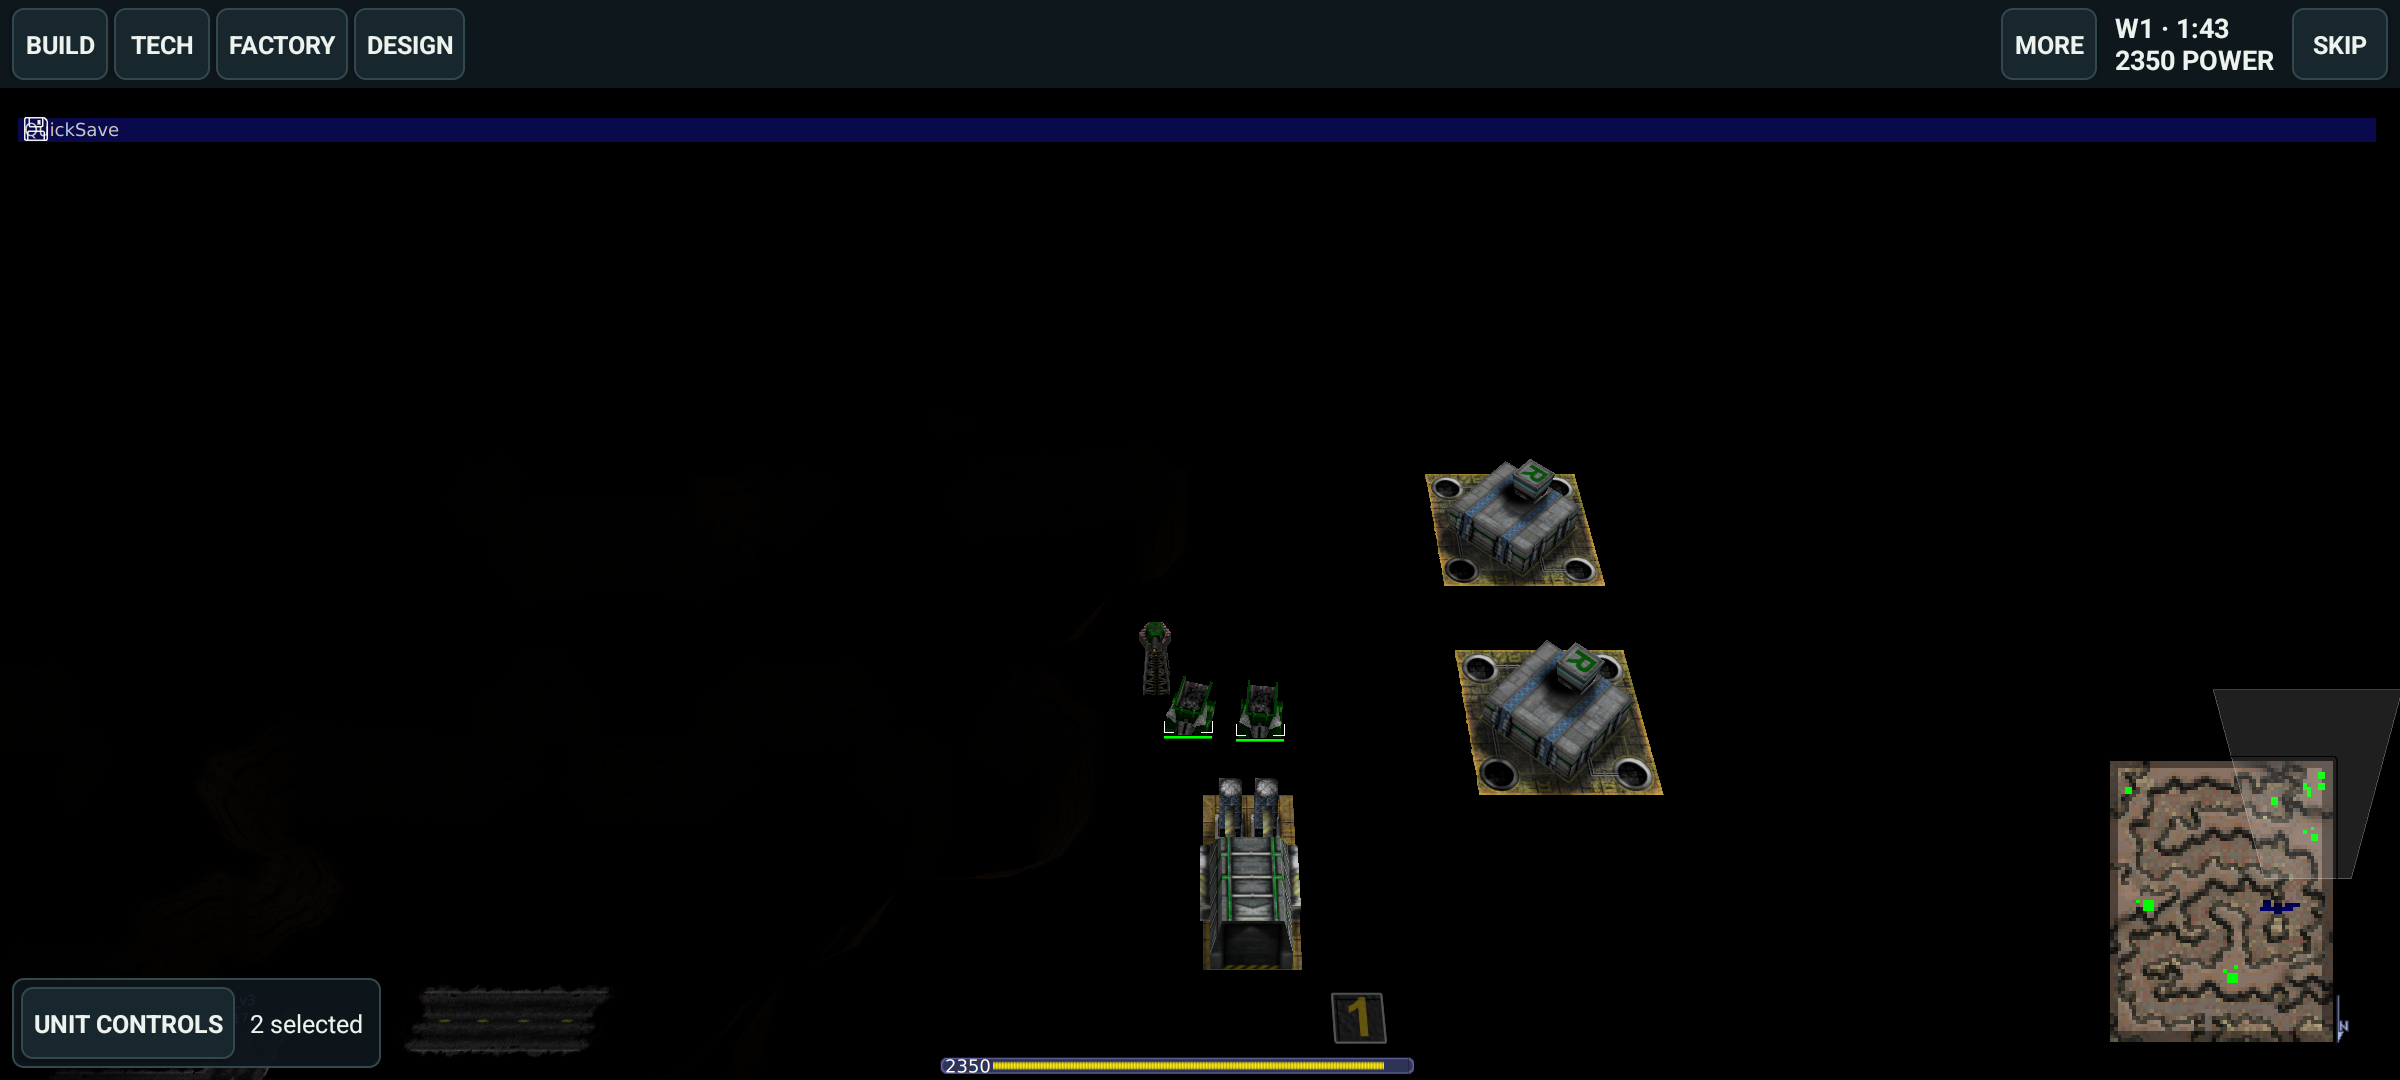 BUILD
TECH
FACTORY
DESIGN
MORE
W1 · 1:43
2350 POWER
SKIP
ickSave
R
R
UNIT CONTROLS
2 selected
1
2350
N